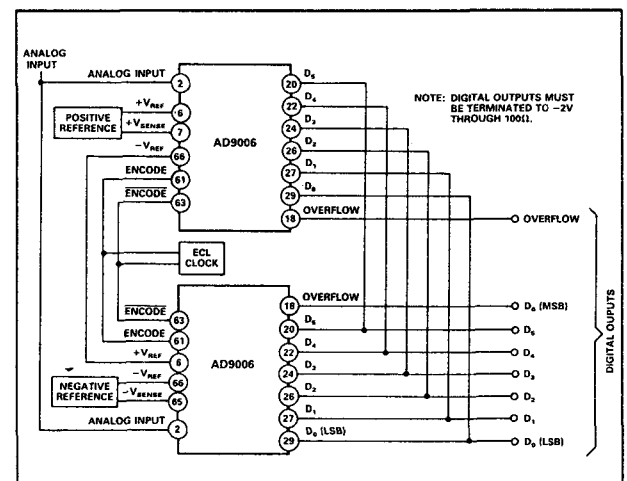 ANALOG
INPUT
ANALOG INPUT
2
+VREF
6
POSITIVE
REFERENCE
+VSENSE
7
−VREF
66
ENCODE
61
ENCODE
63
AD9006
20
D5
22
D4
24
D3
26
D2
27
D1
29
D0
18
OVERFLOW
OVERFLOW
NOTE: DIGITAL OUTPUTS MUST
BE TERMINATED TO −2V
THROUGH 100Ω.
ECL
CLOCK
ENCODE
63
ENCODE
61
+VREF
6
−VREF
66
NEGATIVE
REFERENCE
−VSENSE
65
ANALOG INPUT
2
AD9006
18
OVERFLOW
D6 (MSB)
20
D5
D5
22
D4
D4
24
D3
D3
26
D2
D2
27
D1
D1
29
D0 (LSB)
D0 (LSB)
DIGITAL OUPUTS